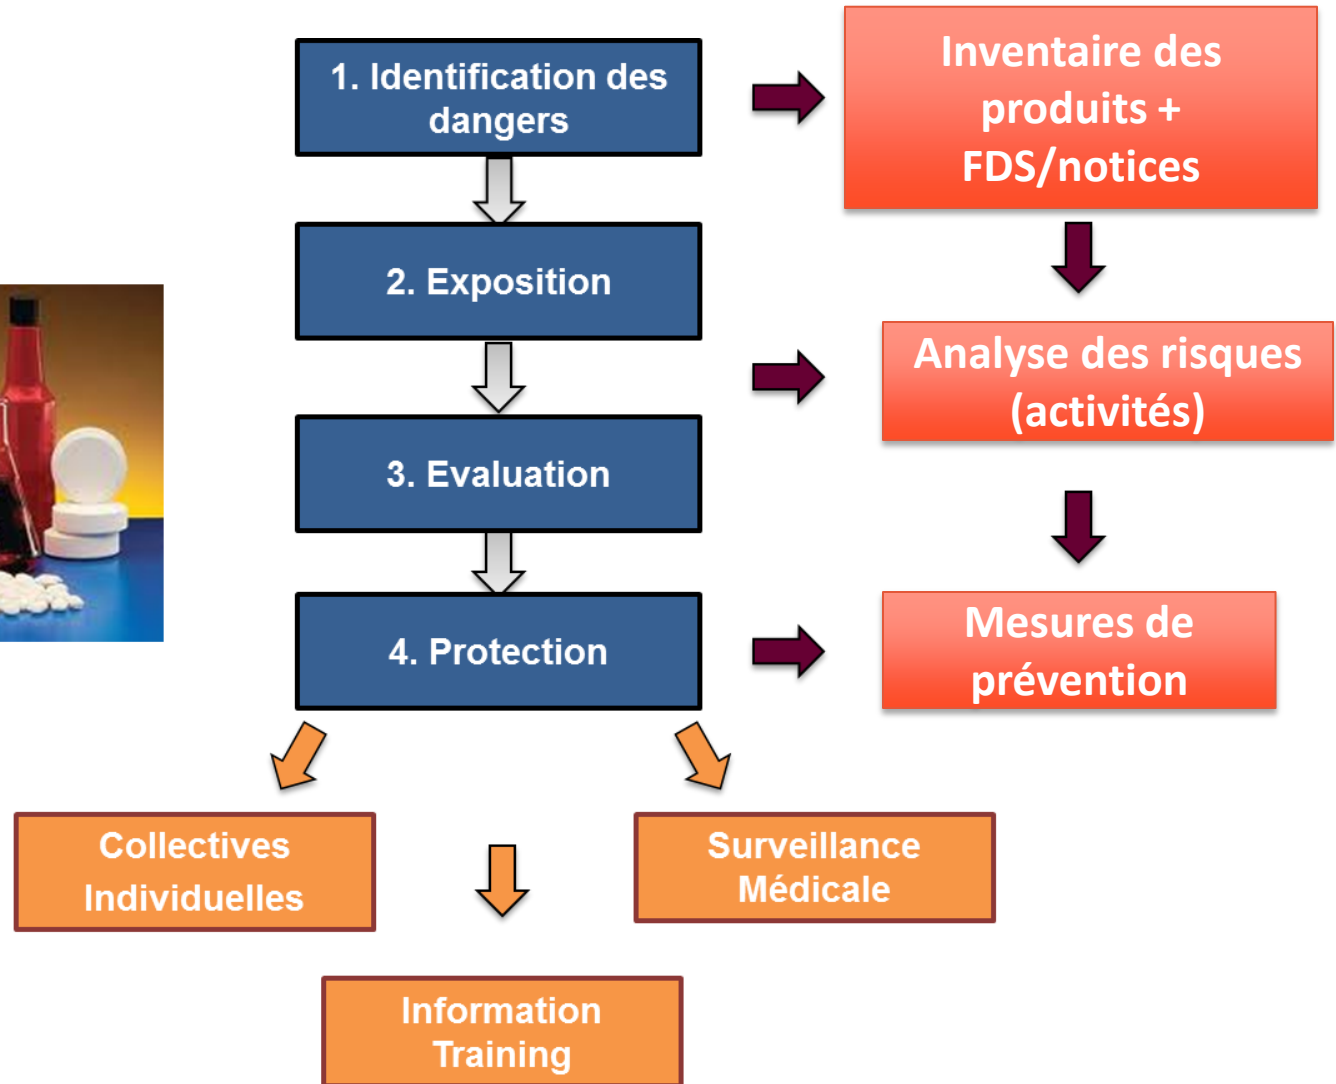 1. Identification des
dangers
Inventaire des
produits +
FDS/notices
2. Exposition
Analyse des risques
(activités)
3. Evaluation
4. Protection
Mesures de
prévention
Collectives
Individuelles
Surveillance
Médicale
Information
Training